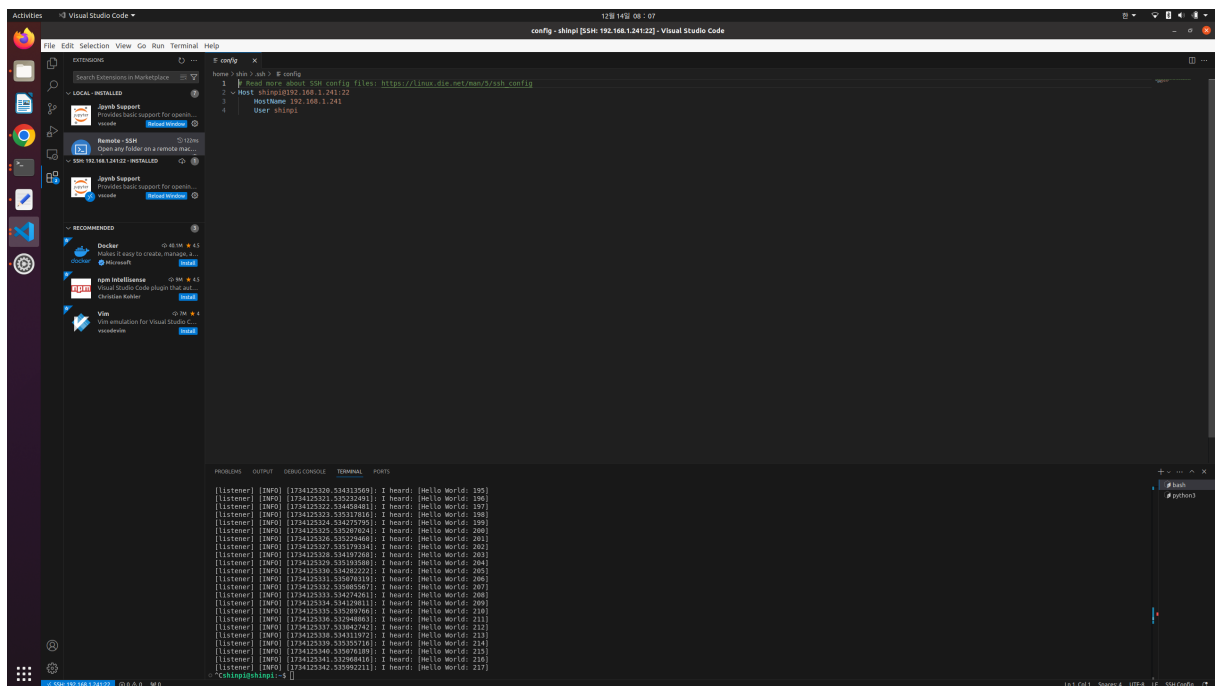 Activities
Visual Studio Code
12월 14일 08 : 07
config - shinpi [SSH: 192.168.1.241:22] - Visual Studio Code
File Edit Selection View Go Run Terminal Help
EXTENSIONS
Search Extensions in Marketplace
LOCAL - INSTALLED
7
.ipynb Support
Provides basic support for openin...
vscode
Reload Window
Remote - SSH
122ms
Open any folder on a remote mac...
SSH: 192.168.1.241:22 - INSTALLED
1
.ipynb Support
Provides basic support for openin...
vscode
Reload Window
RECOMMENDED
3
Docker
40.1M ★ 4.5
Makes it easy to create, manage, a...
Microsoft
Install
npm Intellisense
9M ★ 4.5
Visual Studio Code plugin that aut...
Christian Kohler
Install
Vim
7M ★ 4
Vim emulation for Visual Studio C...
vscodevim
Install
config
home > shin > .ssh > config
1 # Read more about SSH config files: https://linux.die.net/man/5/ssh_config
2 Host shinpi@192.168.1.241:22
3 HostName 192.168.1.241
4 User shinpi
PROBLEMS OUTPUT DEBUG CONSOLE TERMINAL PORTS
bash
python3
[listener] [INFO] [1734125320.534313569]: I heard: [Hello World: 195]
[listener] [INFO] [1734125321.535232491]: I heard: [Hello World: 196]
[listener] [INFO] [1734125322.534450401]: I heard: [Hello World: 197]
[listener] [INFO] [1734125323.535317816]: I heard: [Hello World: 198]
[listener] [INFO] [1734125324.534275795]: I heard: [Hello World: 199]
[listener] [INFO] [1734125325.535207024]: I heard: [Hello World: 200]
[listener] [INFO] [1734125326.535229460]: I heard: [Hello World: 201]
[listener] [INFO] [1734125327.535179334]: I heard: [Hello World: 202]
[listener] [INFO] [1734125328.534197268]: I heard: [Hello World: 203]
[listener] [INFO] [1734125329.535193580]: I heard: [Hello World: 204]
[listener] [INFO] [1734125330.534282222]: I heard: [Hello World: 205]
[listener] [INFO] [1734125331.535070319]: I heard: [Hello World: 206]
[listener] [INFO] [1734125332.535085567]: I heard: [Hello World: 207]
[listener] [INFO] [1734125333.534274261]: I heard: [Hello World: 208]
[listener] [INFO] [1734125334.534129811]: I heard: [Hello World: 209]
[listener] [INFO] [1734125335.535289766]: I heard: [Hello World: 210]
[listener] [INFO] [1734125336.532948863]: I heard: [Hello World: 211]
[listener] [INFO] [1734125337.533042742]: I heard: [Hello World: 212]
[listener] [INFO] [1734125338.534311972]: I heard: [Hello World: 213]
[listener] [INFO] [1734125339.535355716]: I heard: [Hello World: 214]
[listener] [INFO] [1734125340.535076189]: I heard: [Hello World: 215]
[listener] [INFO] [1734125341.532968416]: I heard: [Hello World: 216]
[listener] [INFO] [1734125342.535992211]: I heard: [Hello World: 217]
^Cshinpi@shinpi:~$
SSH: 192.168.1.241:22
Ln 1, Col 1 Spaces: 4 UTF-8 LF SSH Config